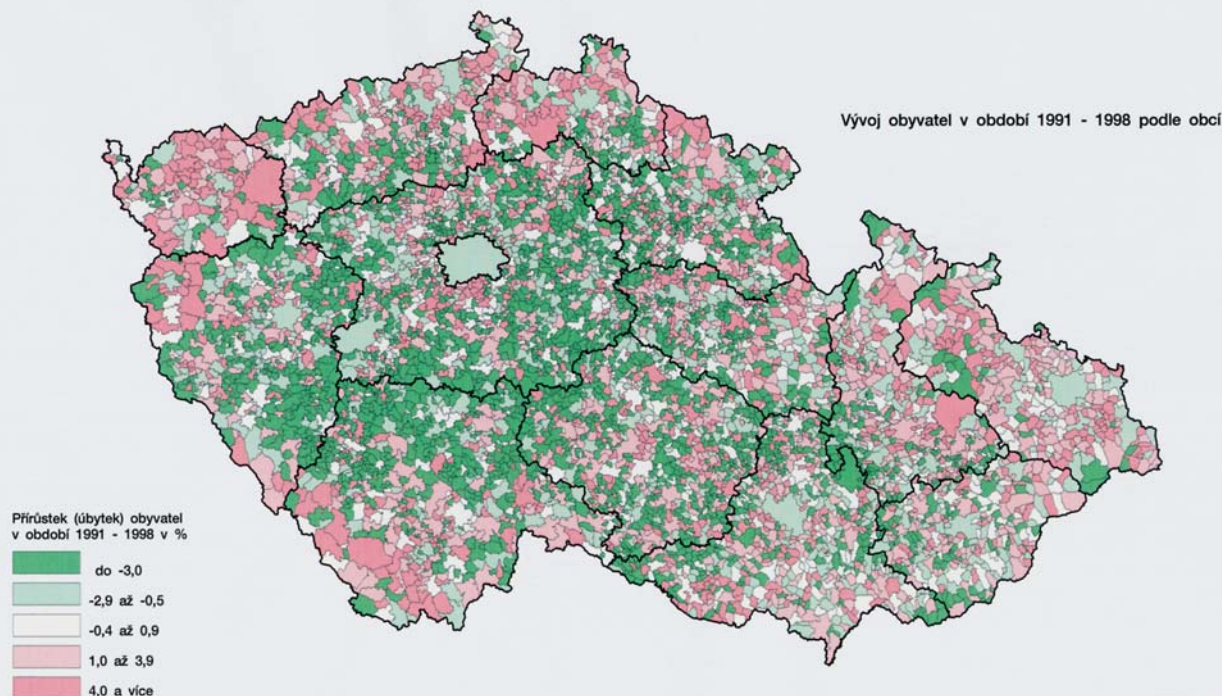 Vývoj obyvatel v období 1991 - 1998 podle obcí
Přírůstek (úbytek) obyvatel
v období 1991 - 1998 v %
do -3,0
-2,9 až -0,5
-0,4 až 0,9
1,0 až 3,9
4,0 a více